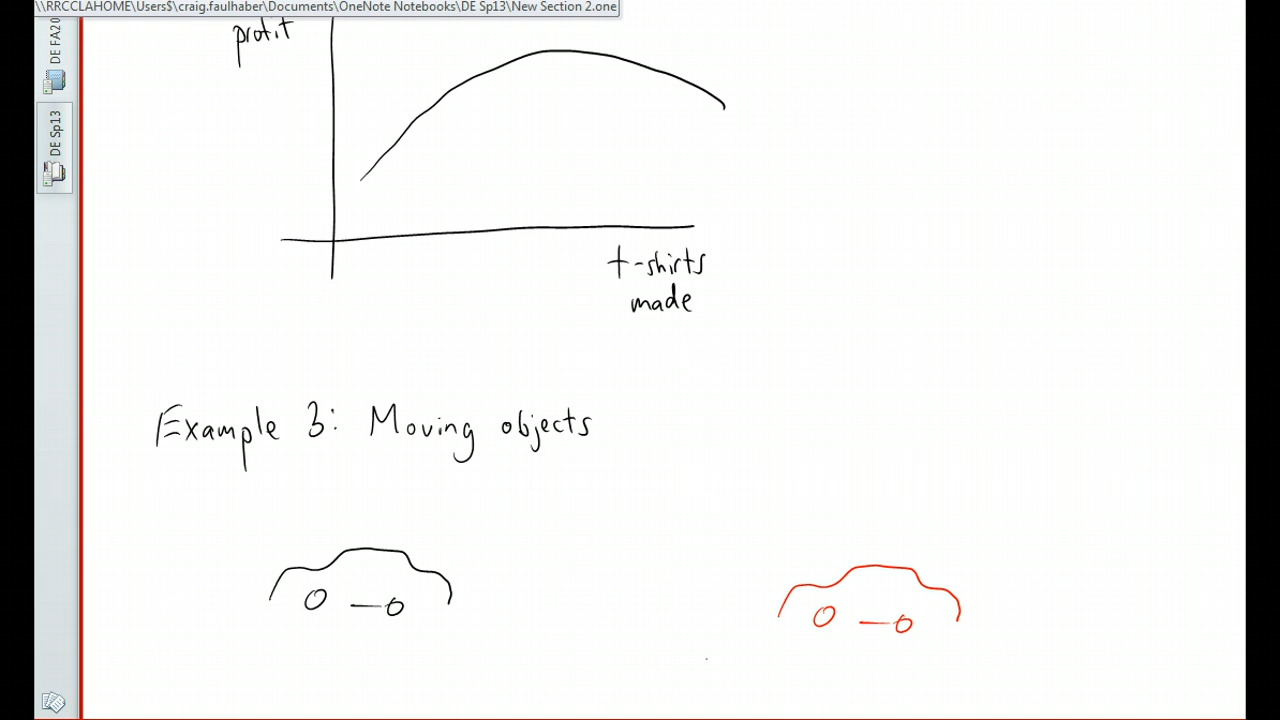 \\RRCCLAHOME\Users$\craig.faulhaber\Documents\OneNote Notebooks\DE Sp13\New Section 2.one
DE FA20
DE Sp13
profit
t-shirts
made
Example 3: Moving objects